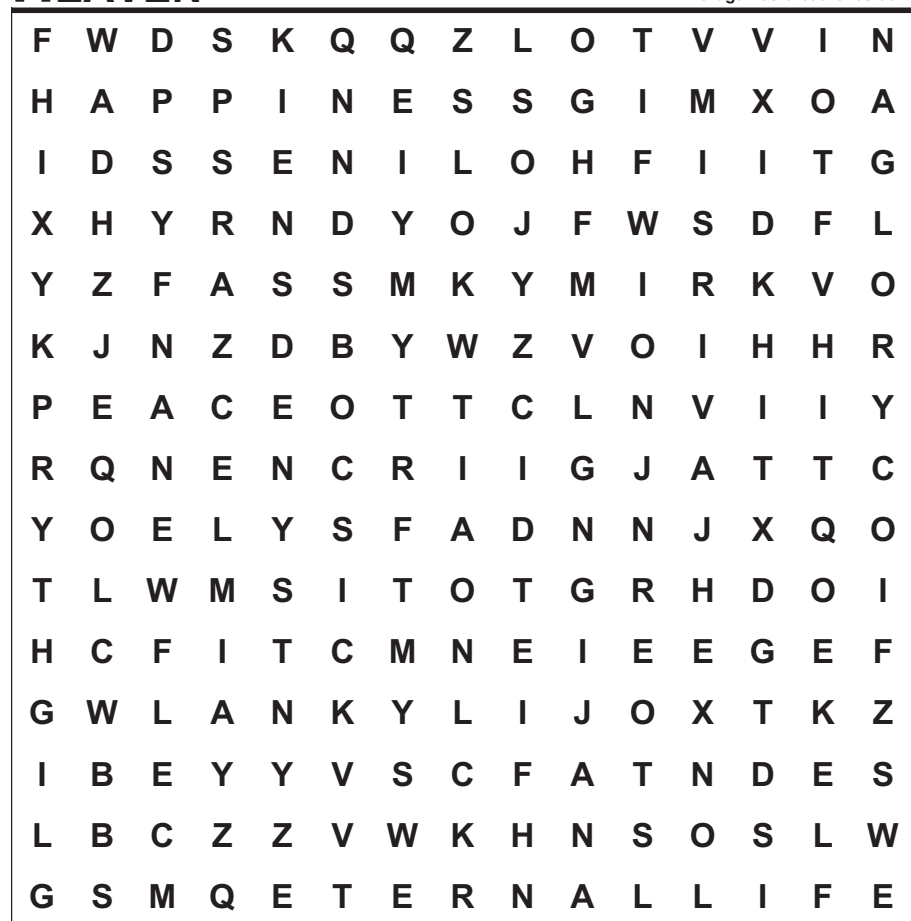 F W D S K Q Q Z L O T V V I N
H A P P I N E S S G I M X O A
I D S S E N I L O H F I I T G
X H Y R N D Y O J F W S D F L
Y Z F A S S M K Y M I R K V O
K J N Z D B Y W Z V O I H H R
P E A C E O T T C L N V I I Y
R Q N E N C R I I G J A T T C
Y O E L Y S F A D N N J X Q O
T L W M S I T O T G R H D O I
H C F I T C M N E I E E G E F
G W L A N K Y L I J O X T K Z
I B E Y Y V S C F A T N D E S
L B C Z Z V W K H N S O S L W
G S M Q E T E R N A L L I F E